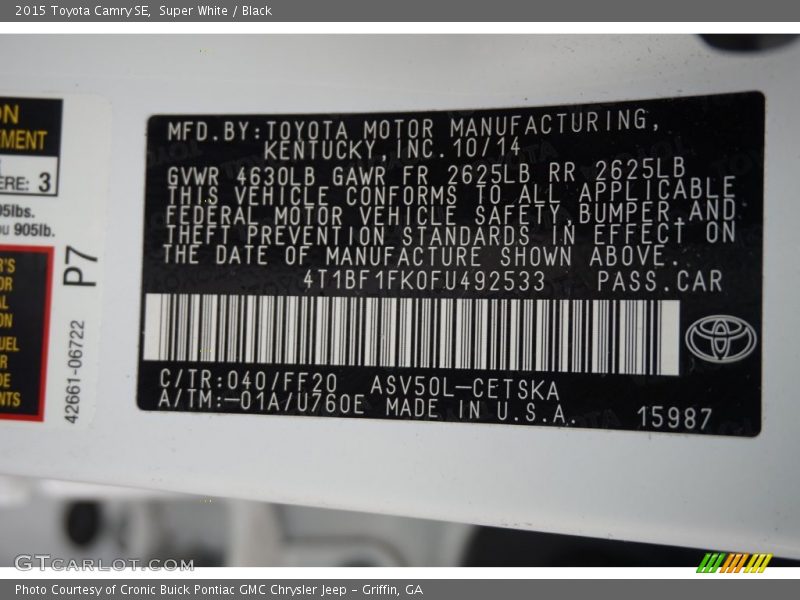 2015 Toyota Camry SE, Super White / Black
MFD.BY:TOYOTA MOTOR MANUFACTURING,
KENTUCKY,INC.10/14
GVWR 4630LB GAWR FR 2625LB RR 2625LB
THIS VEHICLE CONFORMS TO ALL APPLICABLE
FEDERAL MOTOR VEHICLE SAFETY,BUMPER,AND
THEFT PREVENTION STANDARDS IN EFFECT ON
THE DATE OF MANUFACTURE SHOWN ABOVE.
4T1BF1FK0FU492533 PASS.CAR
C/TR:040/FF20 ASV50L-CETSKA
A/TM:-01A/U760E MADE IN U.S.A. 15987
3
905lb.
P7
42661-06722
GTCARLOT.COM
Photo Courtesy of Cronic Buick Pontiac GMC Chrysler Jeep - Griffin, GA